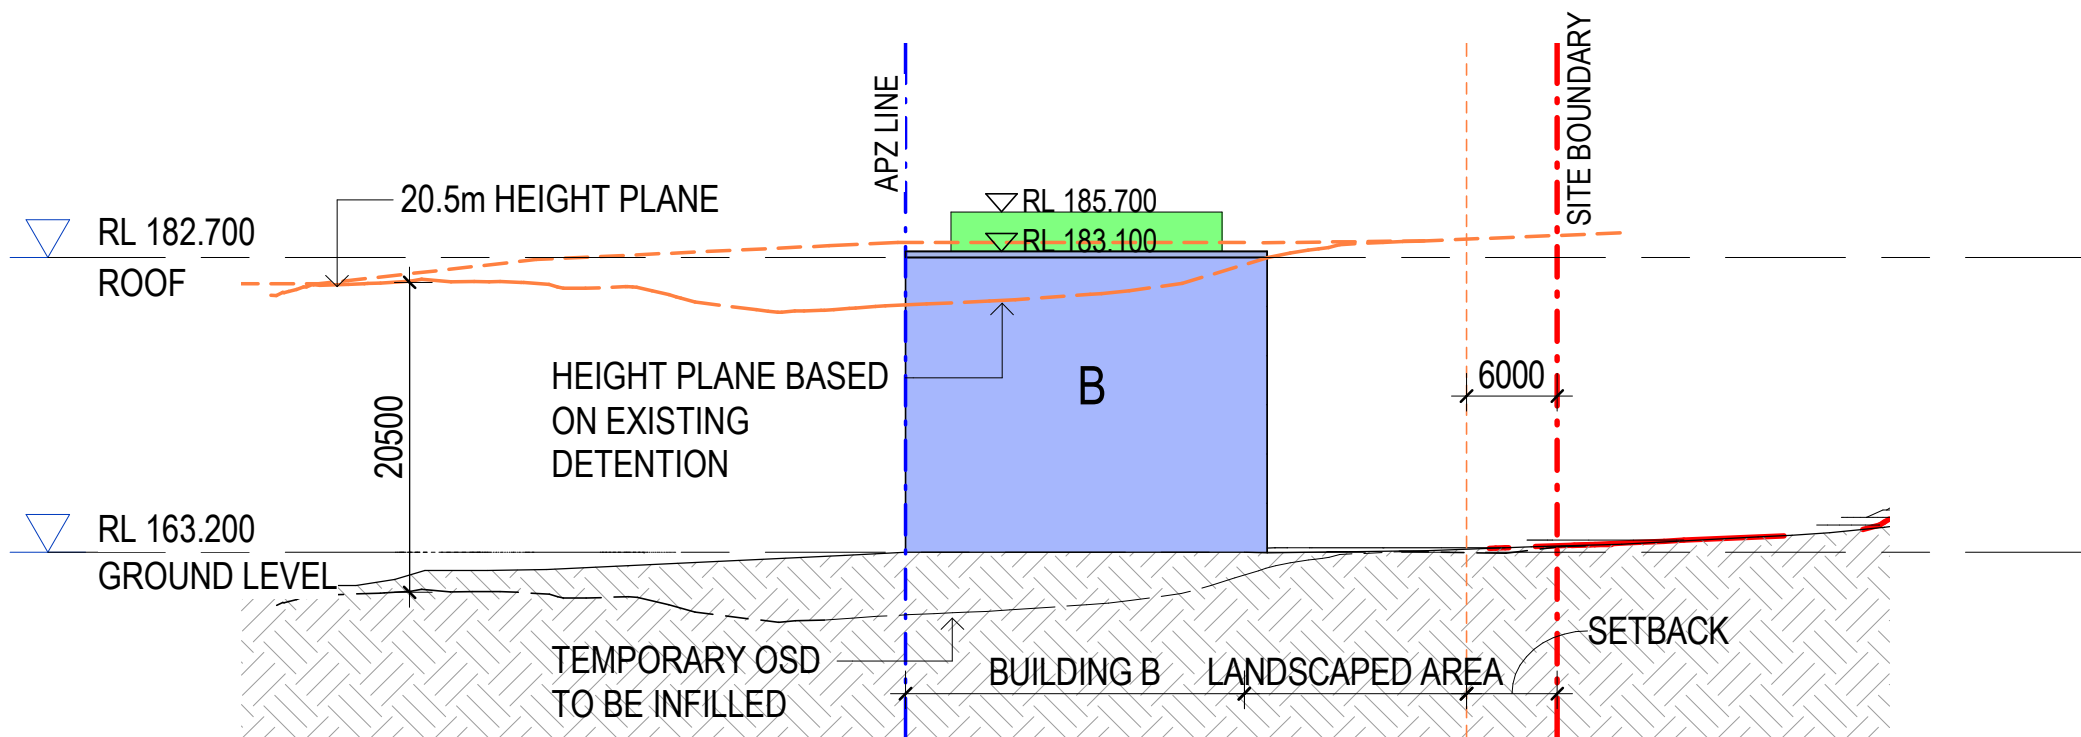 SITE BOUNDARY
APZ LINE
20.5m HEIGHT PLANE
RL 185.700
RL 182.700
RL 183.100
ROOF
HEIGHT PLANE BASED
ON EXISTING
DETENTION
B
6000
20500
RL 163.200
GROUND LEVEL
SETBACK
TEMPORARY OSD
TO BE INFILLED
BUILDING B
LANDSCAPED AREA